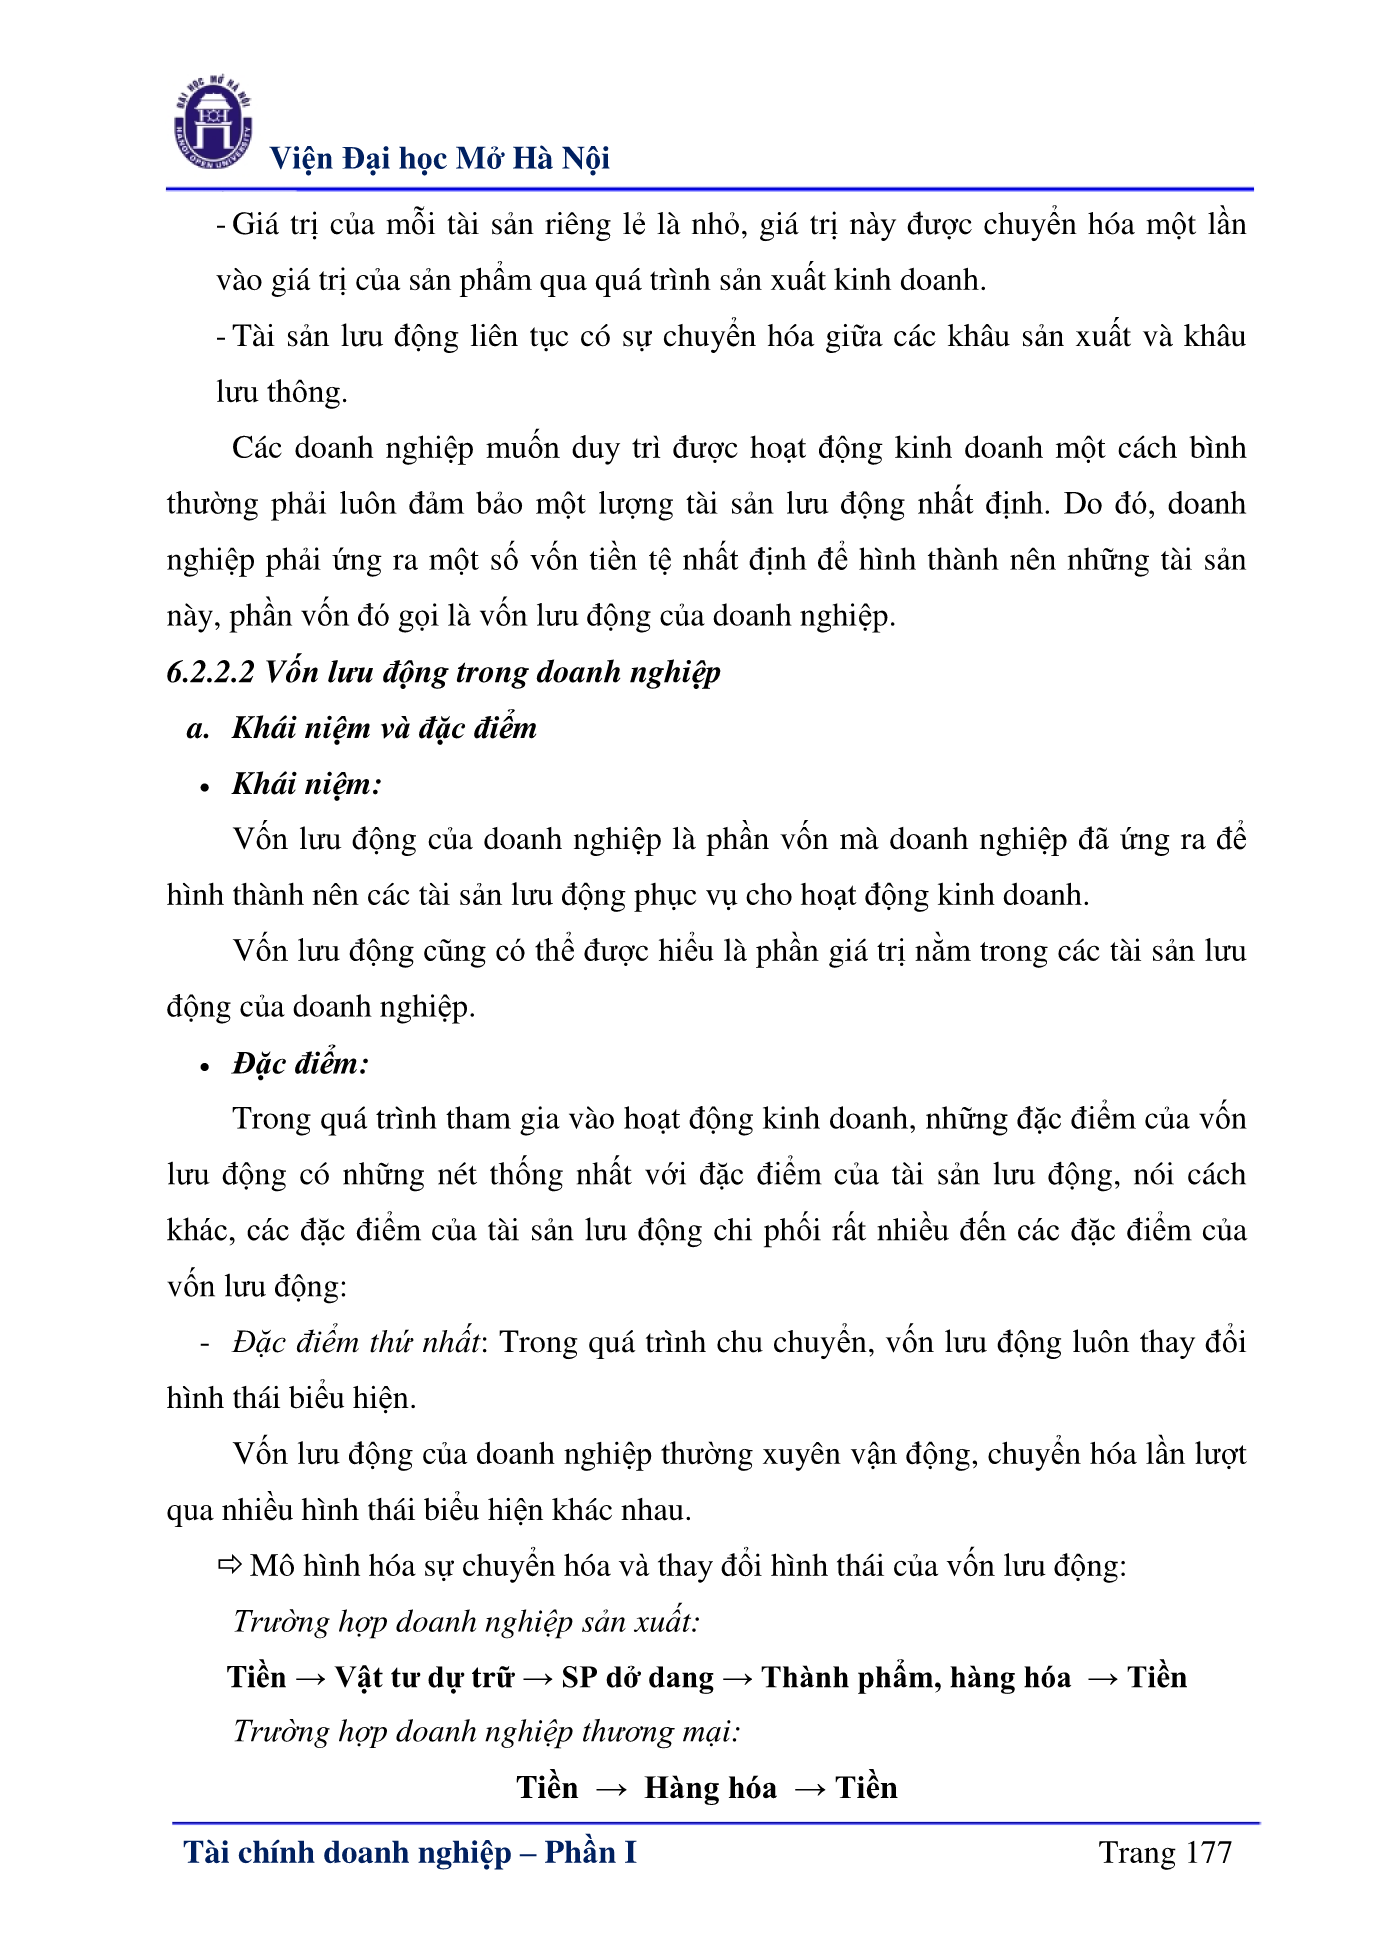 ĐẠI HỌC MỞ HÀ NỘI
HANOI OPEN UNIVERSITY
Viện Đại học Mở Hà Nội
- Giá trị của mỗi tài sản riêng lẻ là nhỏ, giá trị này được chuyển hóa một lần
vào giá trị của sản phẩm qua quá trình sản xuất kinh doanh.
- Tài sản lưu động liên tục có sự chuyển hóa giữa các khâu sản xuất và khâu
lưu thông.
Các doanh nghiệp muốn duy trì được hoạt động kinh doanh một cách bình
thường phải luôn đảm bảo một lượng tài sản lưu động nhất định. Do đó, doanh
nghiệp phải ứng ra một số vốn tiền tệ nhất định để hình thành nên những tài sản
này, phần vốn đó gọi là vốn lưu động của doanh nghiệp.
6.2.2.2 Vốn lưu động trong doanh nghiệp
a. Khái niệm và đặc điểm
• Khái niệm:
Vốn lưu động của doanh nghiệp là phần vốn mà doanh nghiệp đã ứng ra để
hình thành nên các tài sản lưu động phục vụ cho hoạt động kinh doanh.
Vốn lưu động cũng có thể được hiểu là phần giá trị nằm trong các tài sản lưu
động của doanh nghiệp.
• Đặc điểm:
Trong quá trình tham gia vào hoạt động kinh doanh, những đặc điểm của vốn
lưu động có những nét thống nhất với đặc điểm của tài sản lưu động, nói cách
khác, các đặc điểm của tài sản lưu động chi phối rất nhiều đến các đặc điểm của
vốn lưu động:
- Đặc điểm thứ nhất: Trong quá trình chu chuyển, vốn lưu động luôn thay đổi
hình thái biểu hiện.
Vốn lưu động của doanh nghiệp thường xuyên vận động, chuyển hóa lần lượt
qua nhiều hình thái biểu hiện khác nhau.
⇨ Mô hình hóa sự chuyển hóa và thay đổi hình thái của vốn lưu động:
Trường hợp doanh nghiệp sản xuất:
Tiền → Vật tư dự trữ → SP dở dang → Thành phẩm, hàng hóa → Tiền
Trường hợp doanh nghiệp thương mại:
Tiền → Hàng hóa → Tiền
Tài chính doanh nghiệp – Phần I Trang 177